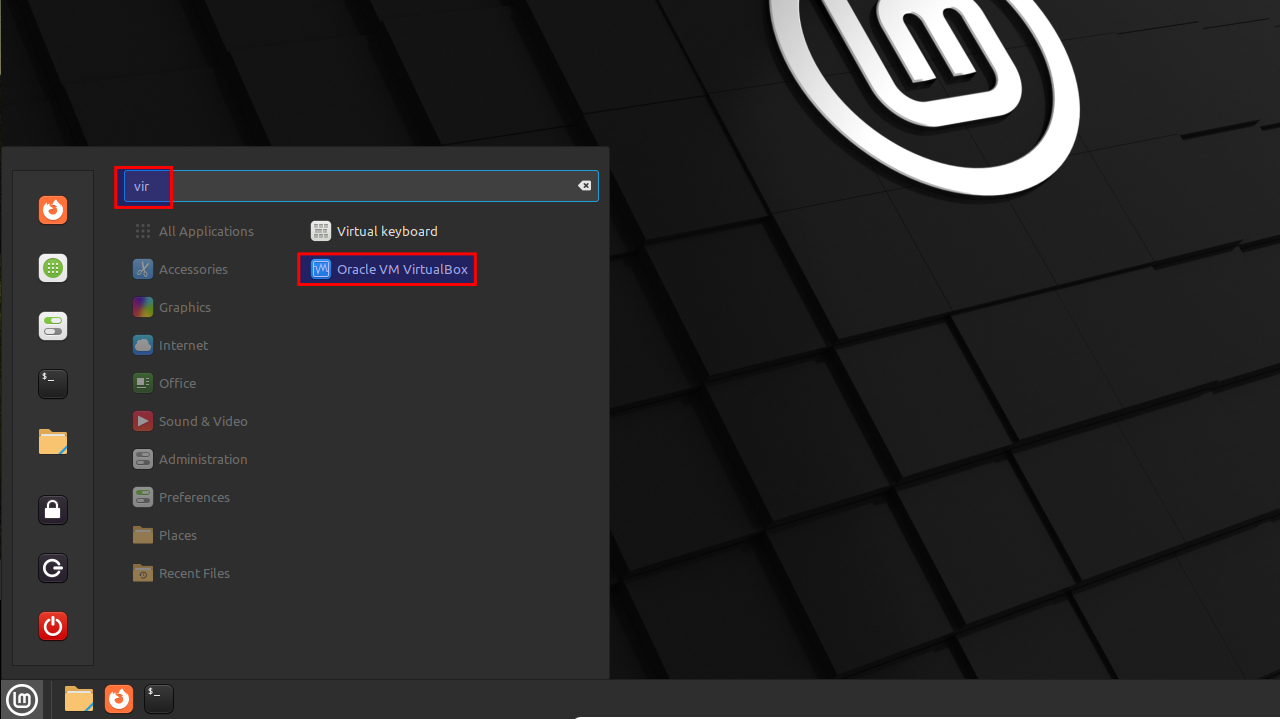 vir
All Applications
Accessories
Graphics
Internet
Office
Sound & Video
Administration
Preferences
Places
Recent Files
Virtual keyboard
Oracle VM VirtualBox
$_
$_